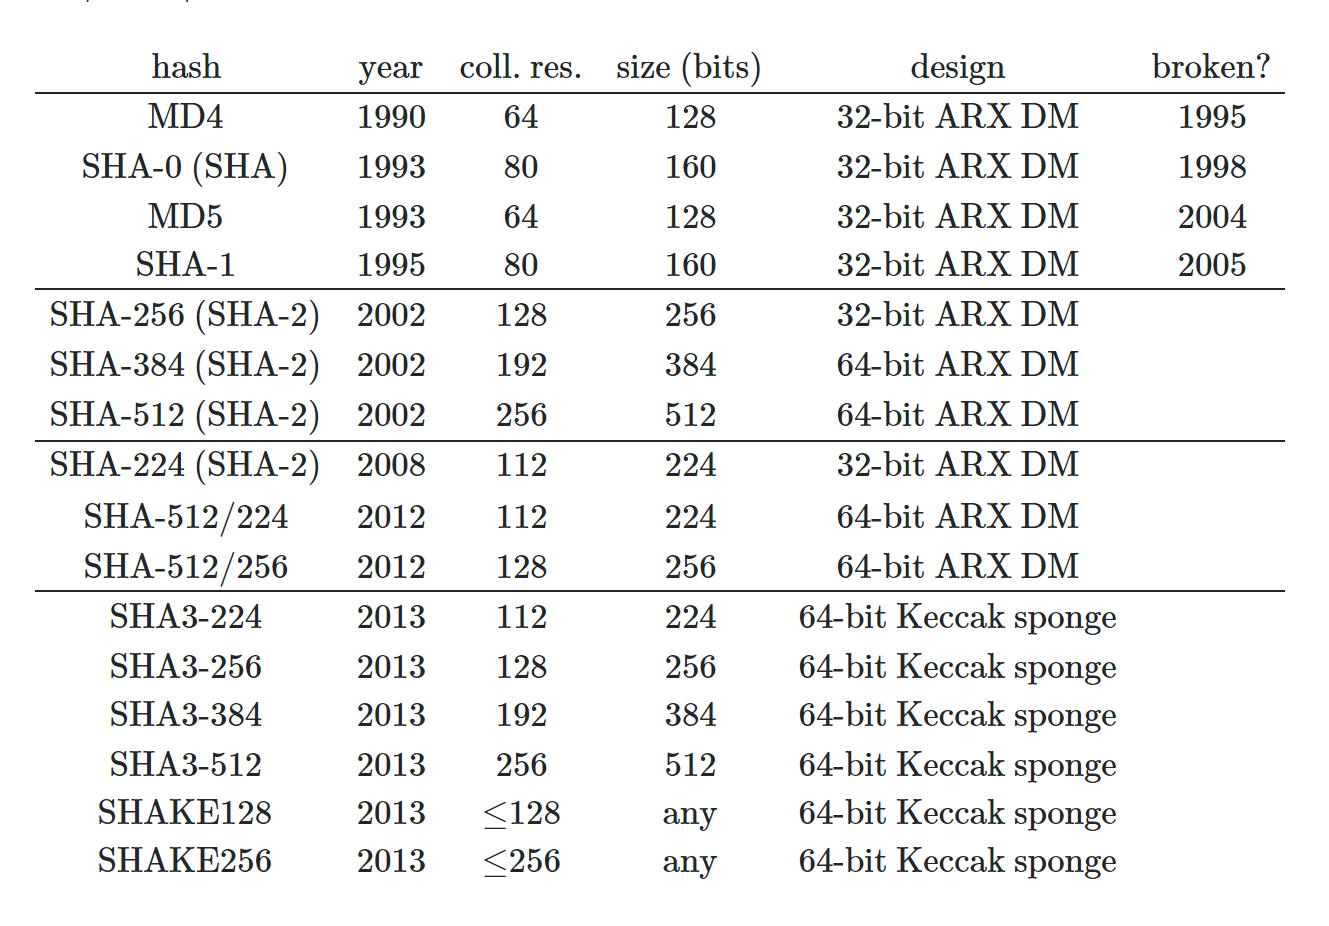 hash year coll. res. size (bits) design broken?
MD4 1990 64 128 32-bit ARX DM 1995
SHA-0 (SHA) 1993 80 160 32-bit ARX DM 1998
MD5 1993 64 128 32-bit ARX DM 2004
SHA-1 1995 80 160 32-bit ARX DM 2005
SHA-256 (SHA-2) 2002 128 256 32-bit ARX DM
SHA-384 (SHA-2) 2002 192 384 64-bit ARX DM
SHA-512 (SHA-2) 2002 256 512 64-bit ARX DM
SHA-224 (SHA-2) 2008 112 224 32-bit ARX DM
SHA-512/224 2012 112 224 64-bit ARX DM
SHA-512/256 2012 128 256 64-bit ARX DM
SHA3-224 2013 112 224 64-bit Keccak sponge
SHA3-256 2013 128 256 64-bit Keccak sponge
SHA3-384 2013 192 384 64-bit Keccak sponge
SHA3-512 2013 256 512 64-bit Keccak sponge
SHAKE128 2013 ≤128 any 64-bit Keccak sponge
SHAKE256 2013 ≤256 any 64-bit Keccak sponge